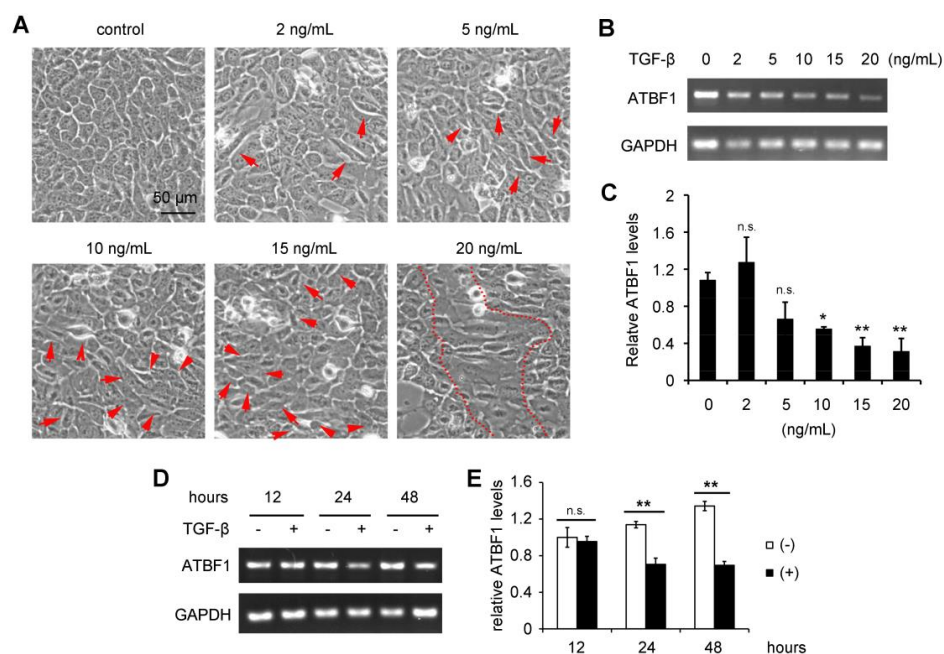 A
control
2 ng/mL
5 ng/mL
50 µm
10 ng/mL
15 ng/mL
20 ng/mL
B
TGF-β 0 2 5 10 15 20 (ng/mL)
ATBF1
GAPDH
C
Relative ATBF1 levels
2
1.6
1.2
0.8
0.4
0
n.s.
n.s.
*
**
**
0 2 5 10 15 20
(ng/mL)
D
hours 12 24 48
TGF-β - + - + - +
ATBF1
GAPDH
E
relative ATBF1 levels
1.6
1.2
0.8
0.4
0
n.s.
**
**
(-)
(+)
12 24 48 hours